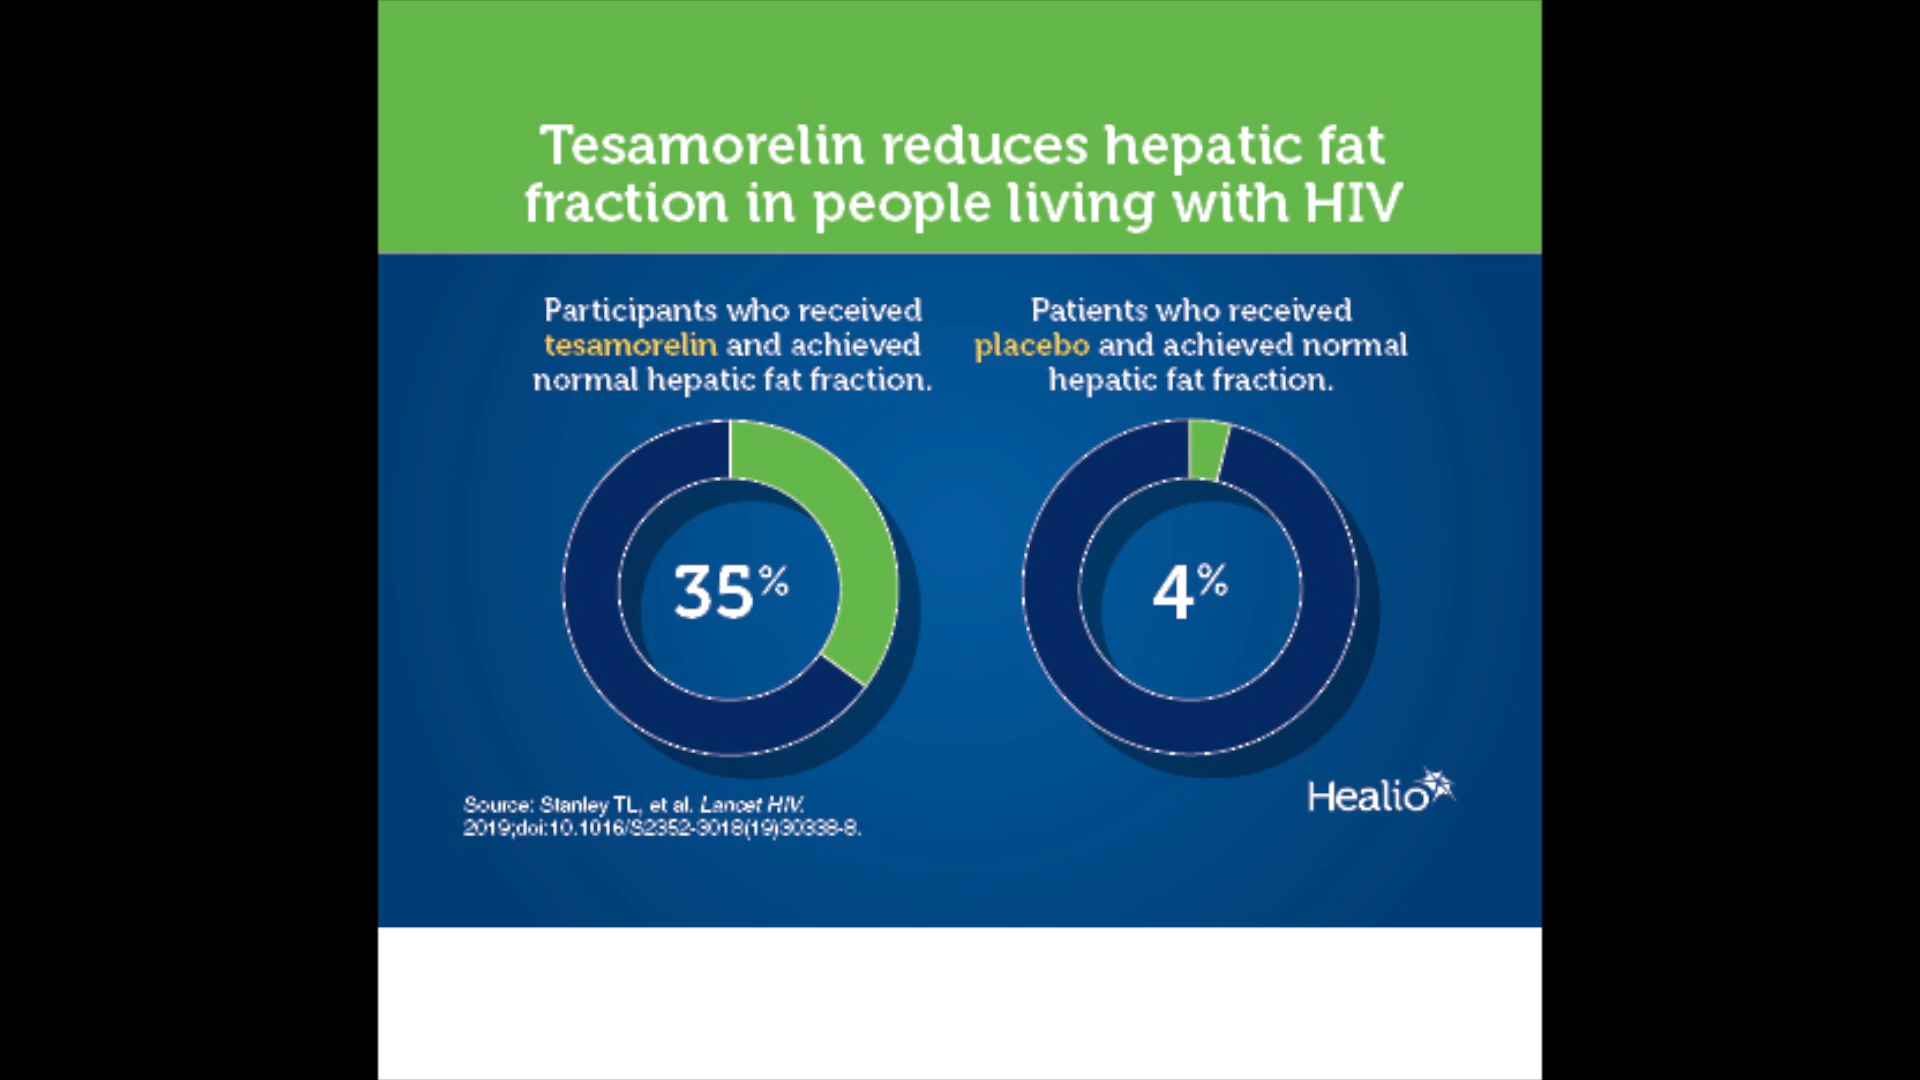 Tesamorelin reduces hepatic fat
fraction in people living with HIV
Participants who received
tesamorelin and achieved
normal hepatic fat fraction.
35%
Patients who received
placebo and achieved normal
hepatic fat fraction.
4%
Source: Stanley TL, et al. Lancet HIV.
2019;doi:10.1016/S2352-3018(19)30338-8.
Healio